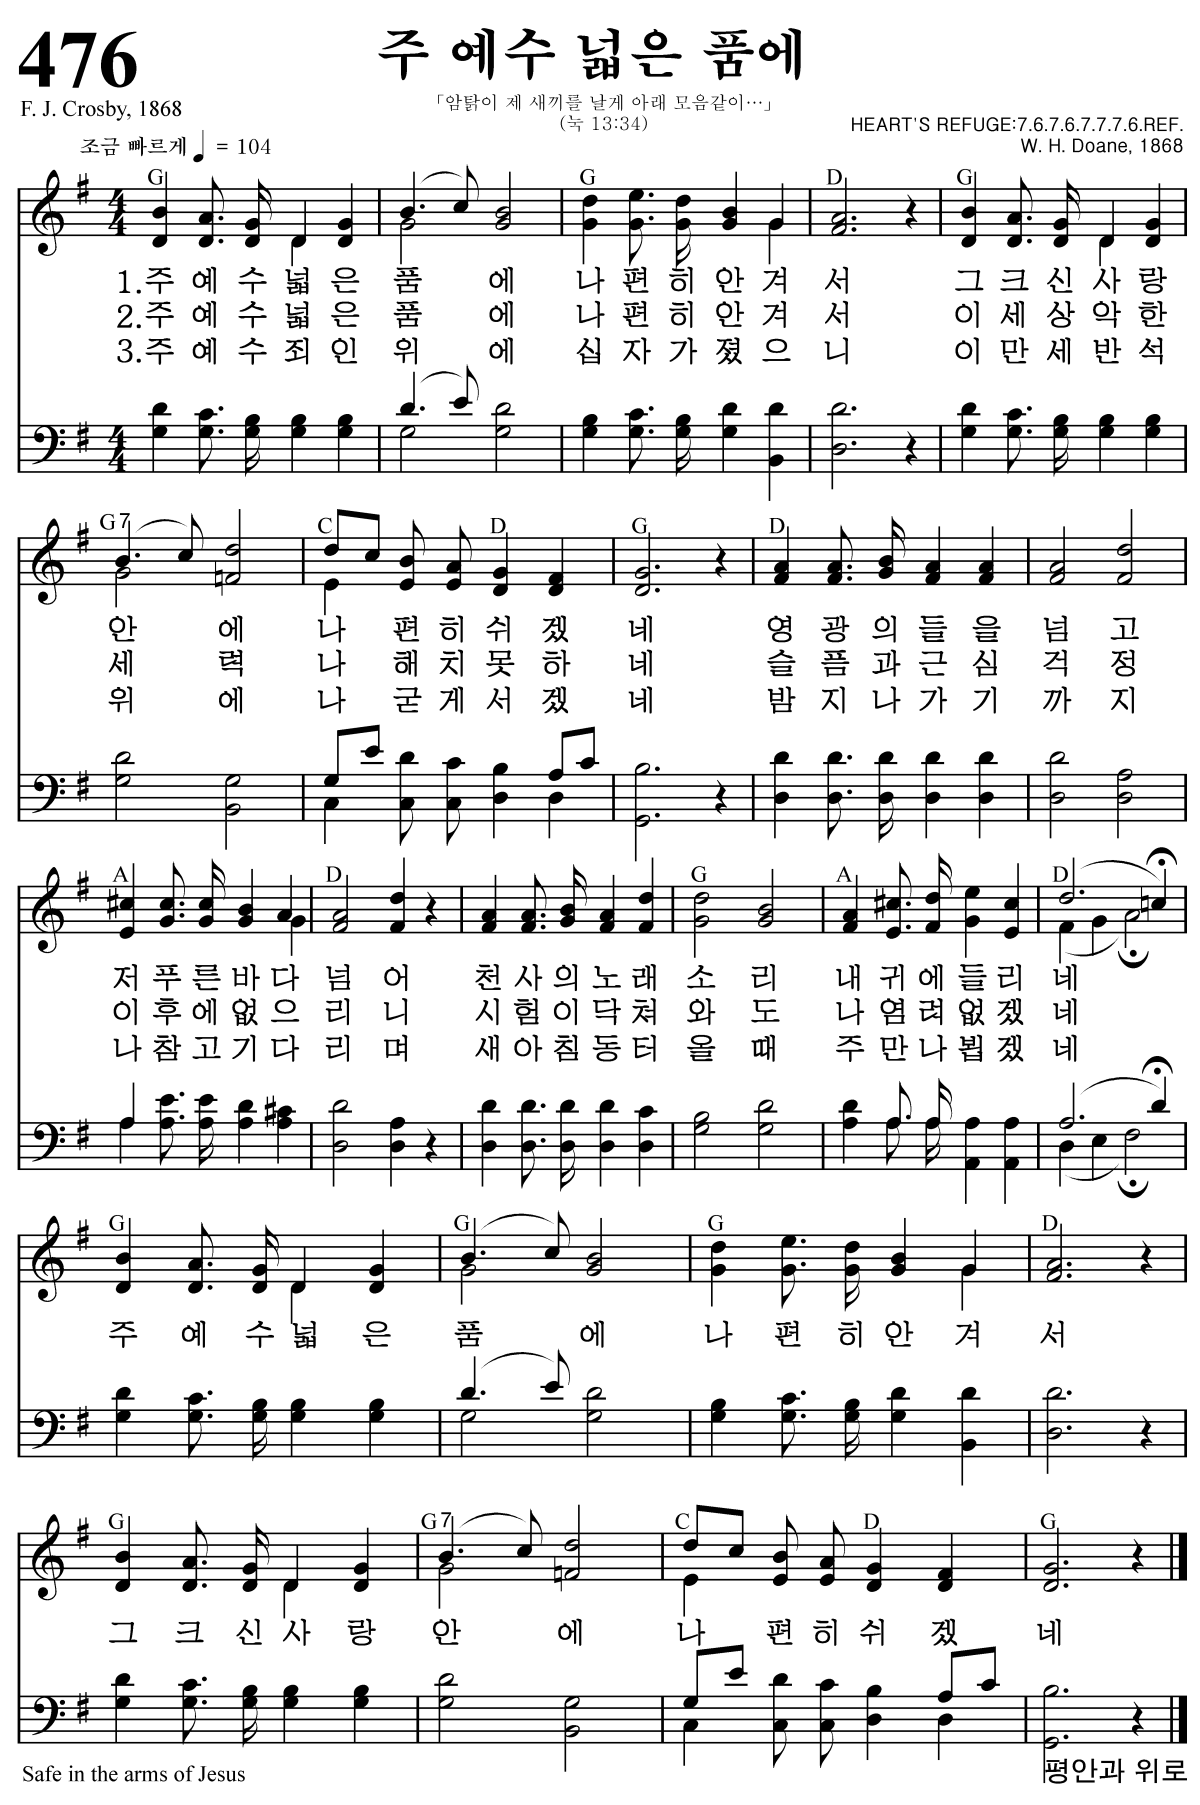 476
주 예수 넓은 품에
「암탉이 제 새끼를 날게 아래 모음같이…」
(눅 13:34)
F. J. Crosby, 1868
HEART'S REFUGE:7.6.7.6.7.7.7.6.REF.
W. H. Doane, 1868
조금 빠르게 ♩ = 104
G G D G
1.주 예 수 넓 은 품 에 나 편 히 안 겨 서 그 크 신 사 랑
2.주 예 수 넓 은 품 에 나 편 히 안 겨 서 이 세 상 악 한
3.주 예 수 죄 인 위 에 십 자 가 졌 으 니 이 만 세 반 석
G7 C D G D
안 에 나 편 히 쉬 겠 네 영 광 의 들 을 넘 고
세 력 나 해 치 못 하 네 슬 픔 과 근 심 걱 정
위 에 나 굳 게 서 겠 네 밤 지 나 가 기 까 지
A D G A D
저 푸 른 바 다 넘 어 천 사 의 노 래 소 리 내 귀 에 들 리 네
이 후 에 없 으 리 니 시 험 이 닥 쳐 와 도 나 염 려 없 겠 네
나 참 고 기 다 리 며 새 아 침 동 터 올 때 주 만 나 뵙 겠 네
G G G D
주 예 수 넓 은 품 에 나 편 히 안 겨 서
G G7 C D G
그 크 신 사 랑 안 에 나 편 히 쉬 겠 네
Safe in the arms of Jesus
평안과 위로